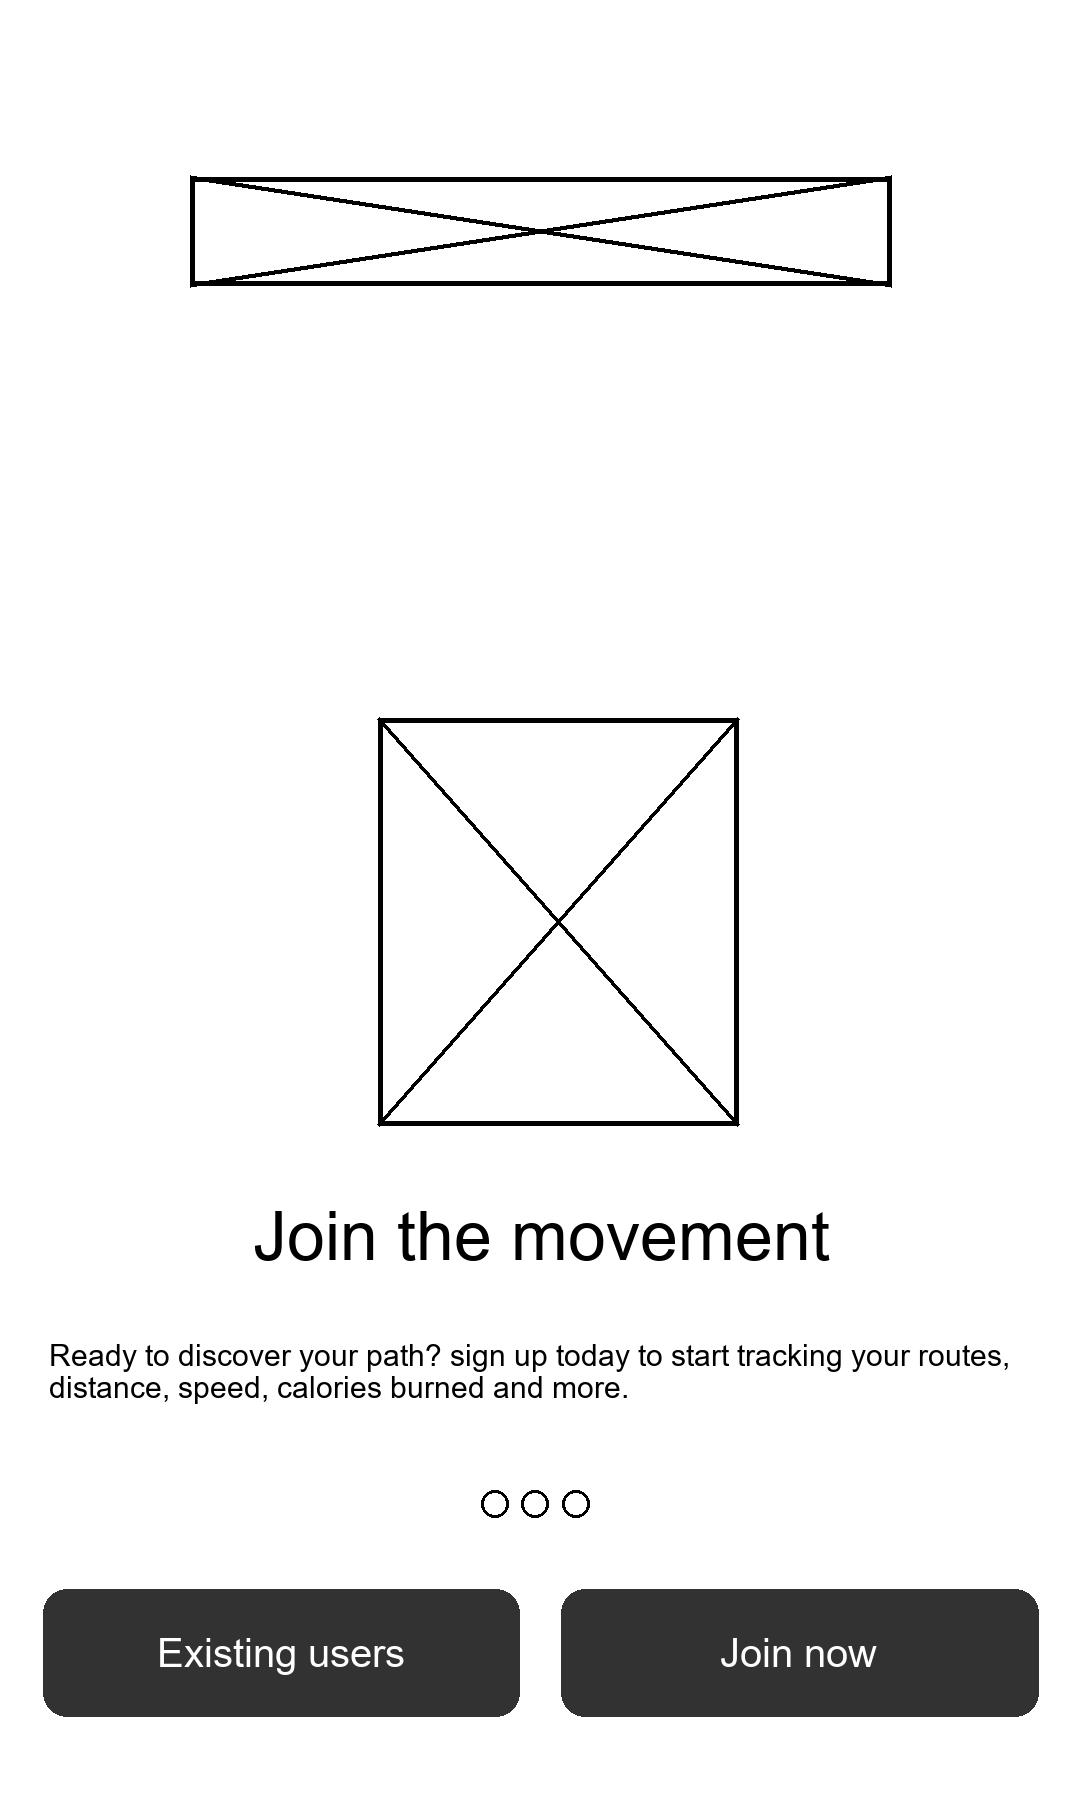 Join the movement
Ready to discover your path? sign up today to start tracking your routes,
distance, speed, calories burned and more.
Existing users
Join now